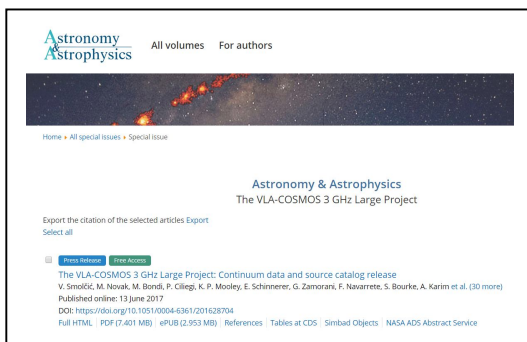 Astronomy
& Astrophysics
All volumes For authors
Home › All special issues › Special issue
Astronomy & Astrophysics
The VLA-COSMOS 3 GHz Large Project
Export the citation of the selected articles Export
Select all
Press Release Free Access
The VLA-COSMOS 3 GHz Large Project: Continuum data and source catalog release
V. Smolčić, M. Novak, M. Bondi, P. Ciliegi, K. P. Mooley, E. Schinnerer, G. Zamorani, F. Navarrete, S. Bourke, A. Karim et al. (30 more)
Published online: 13 June 2017
DOI: https://doi.org/10.1051/0004-6361/201628704
Full HTML | PDF (7.401 MB) | ePUB (2.953 MB) | References | Tables at CDS | Simbad Objects | NASA ADS Abstract Service